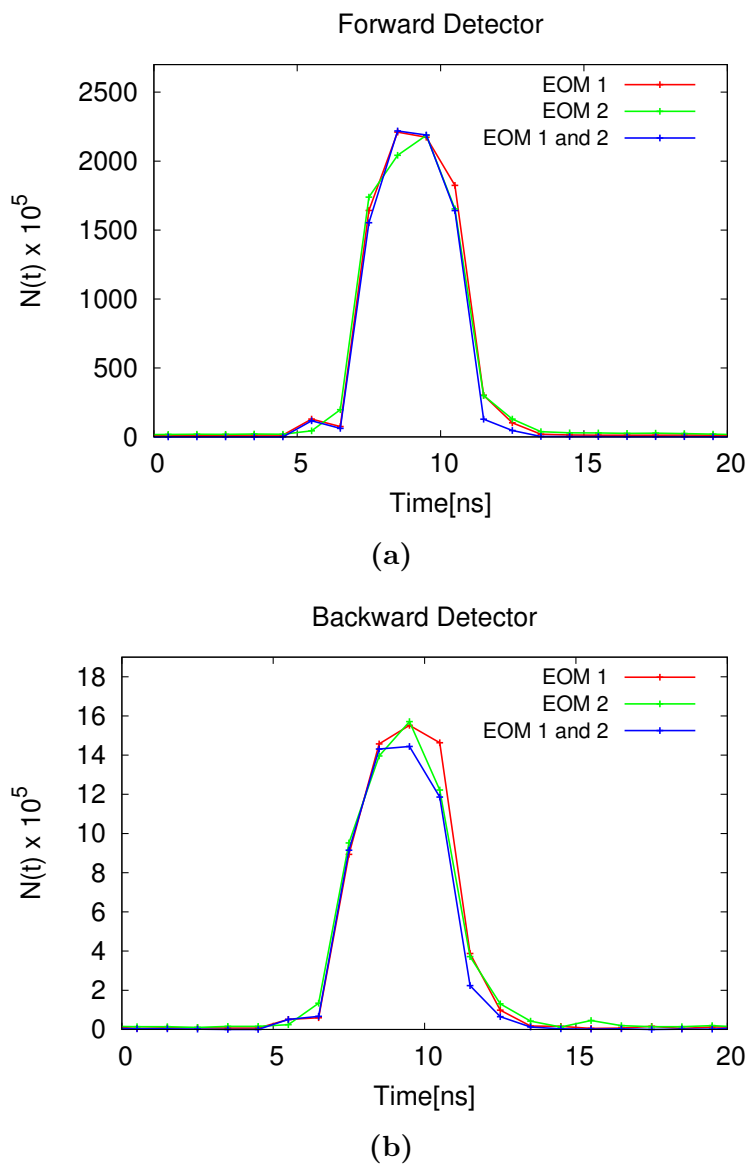 Forward Detector
2500
2000
1500
1000
500
0
N(t) x 10^5
EOM 1
EOM 2
EOM 1 and 2
0 5 10 15 20
Time[ns]
(a)
Backward Detector
18
16
14
12
10
8
6
4
2
0
N(t) x 10^5
EOM 1
EOM 2
EOM 1 and 2
0 5 10 15 20
Time[ns]
(b)